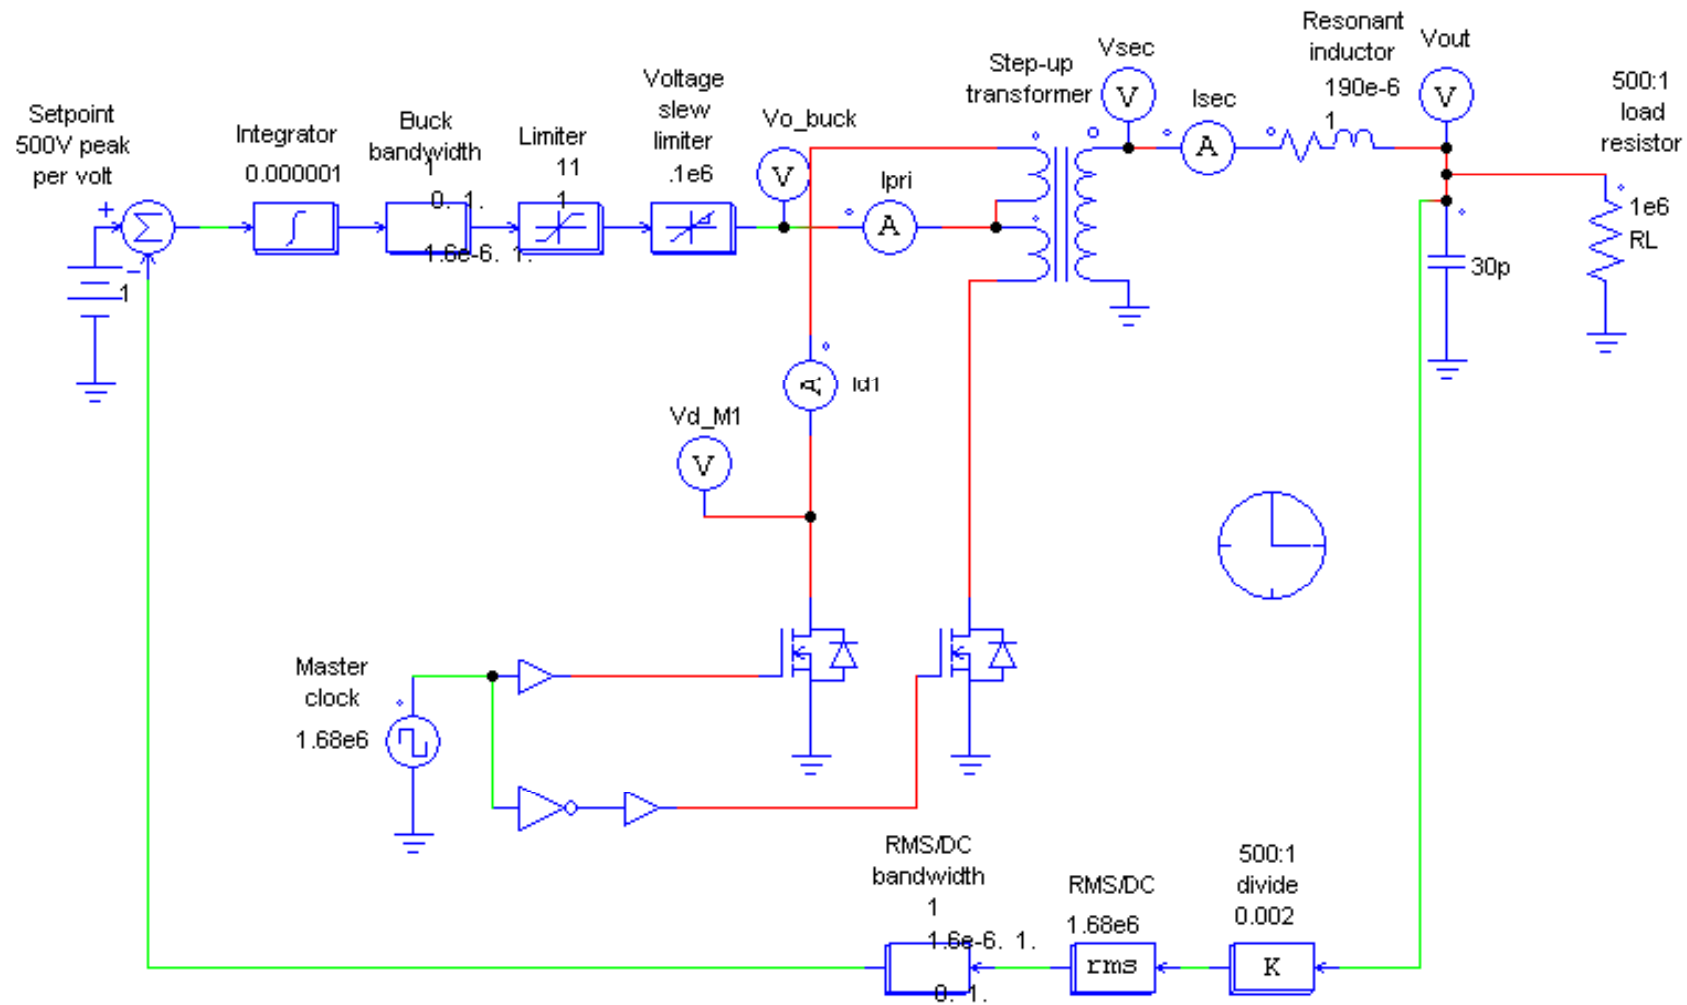 Setpoint
500V peak
per volt
+
Σ
-
1
Integrator
0.000001
∫
Buck
bandwidth
1
0. 1.
1.6e-6. 1.
Limiter
11
1
Voltage
slew
limiter
.1e6
Vo_buck
V
Ipri
A
Step-up
transformer
Vsec
V
Isec
A
Resonant
inductor
190e-6
1
Vout
V
500:1
load
resistor
1e6
RL
30p
A
Id1
Vd_M1
V
Master
clock
1.68e6
RMS/DC
bandwidth
1
1.6e-6. 1.
0. 1.
RMS/DC
1.68e6
rms
500:1
divide
0.002
K